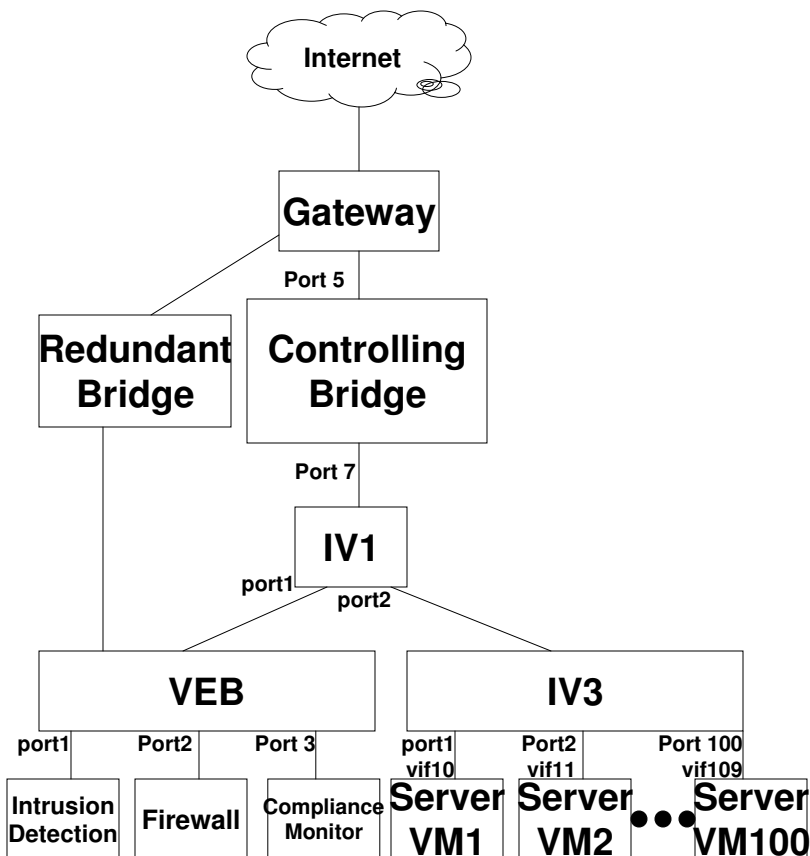 Internet
Gateway
Port 5
Redundant
Bridge
Controlling
Bridge
Port 7
IV1
port1
port2
VEB
IV3
port1
Port2
Port 3
port1
vif10
Port2
vif11
Port 100
vif109
Intrusion
Detection
Firewall
Compliance
Monitor
Server
VM1
Server
VM2
Server
VM100